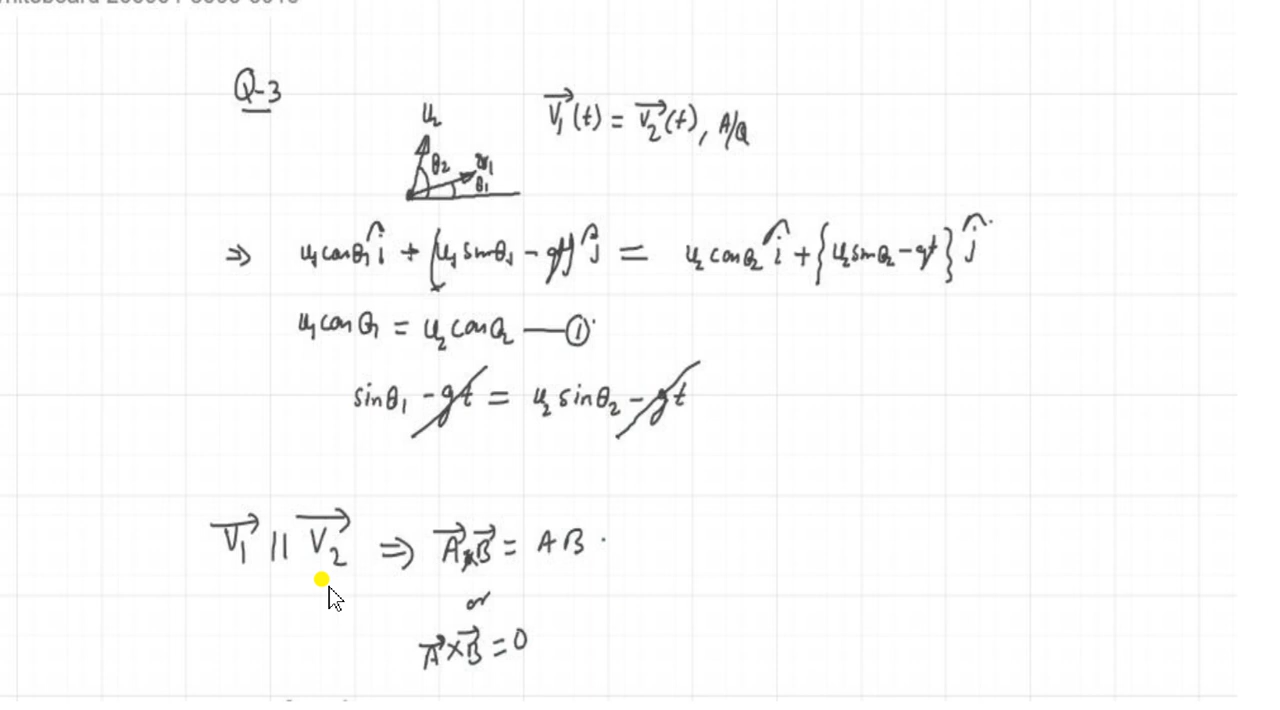 Q-3
u₂
V₁(t) = V₂(t), A/Q
θ₂
θ₁
⇒ u₁cosθ₁ î + (u₁sinθ₁ - gt) ĵ = u₂cosθ₂ î + {u₂sinθ₂ - gt} ĵ
u₁cosθ₁ = u₂cosθ₂ —①
sinθ₁ - gt = u₂sinθ₂ - gt
V₁ || V₂ ⇒ A⃗·B⃗ = AB.
or
A⃗×B⃗ = 0